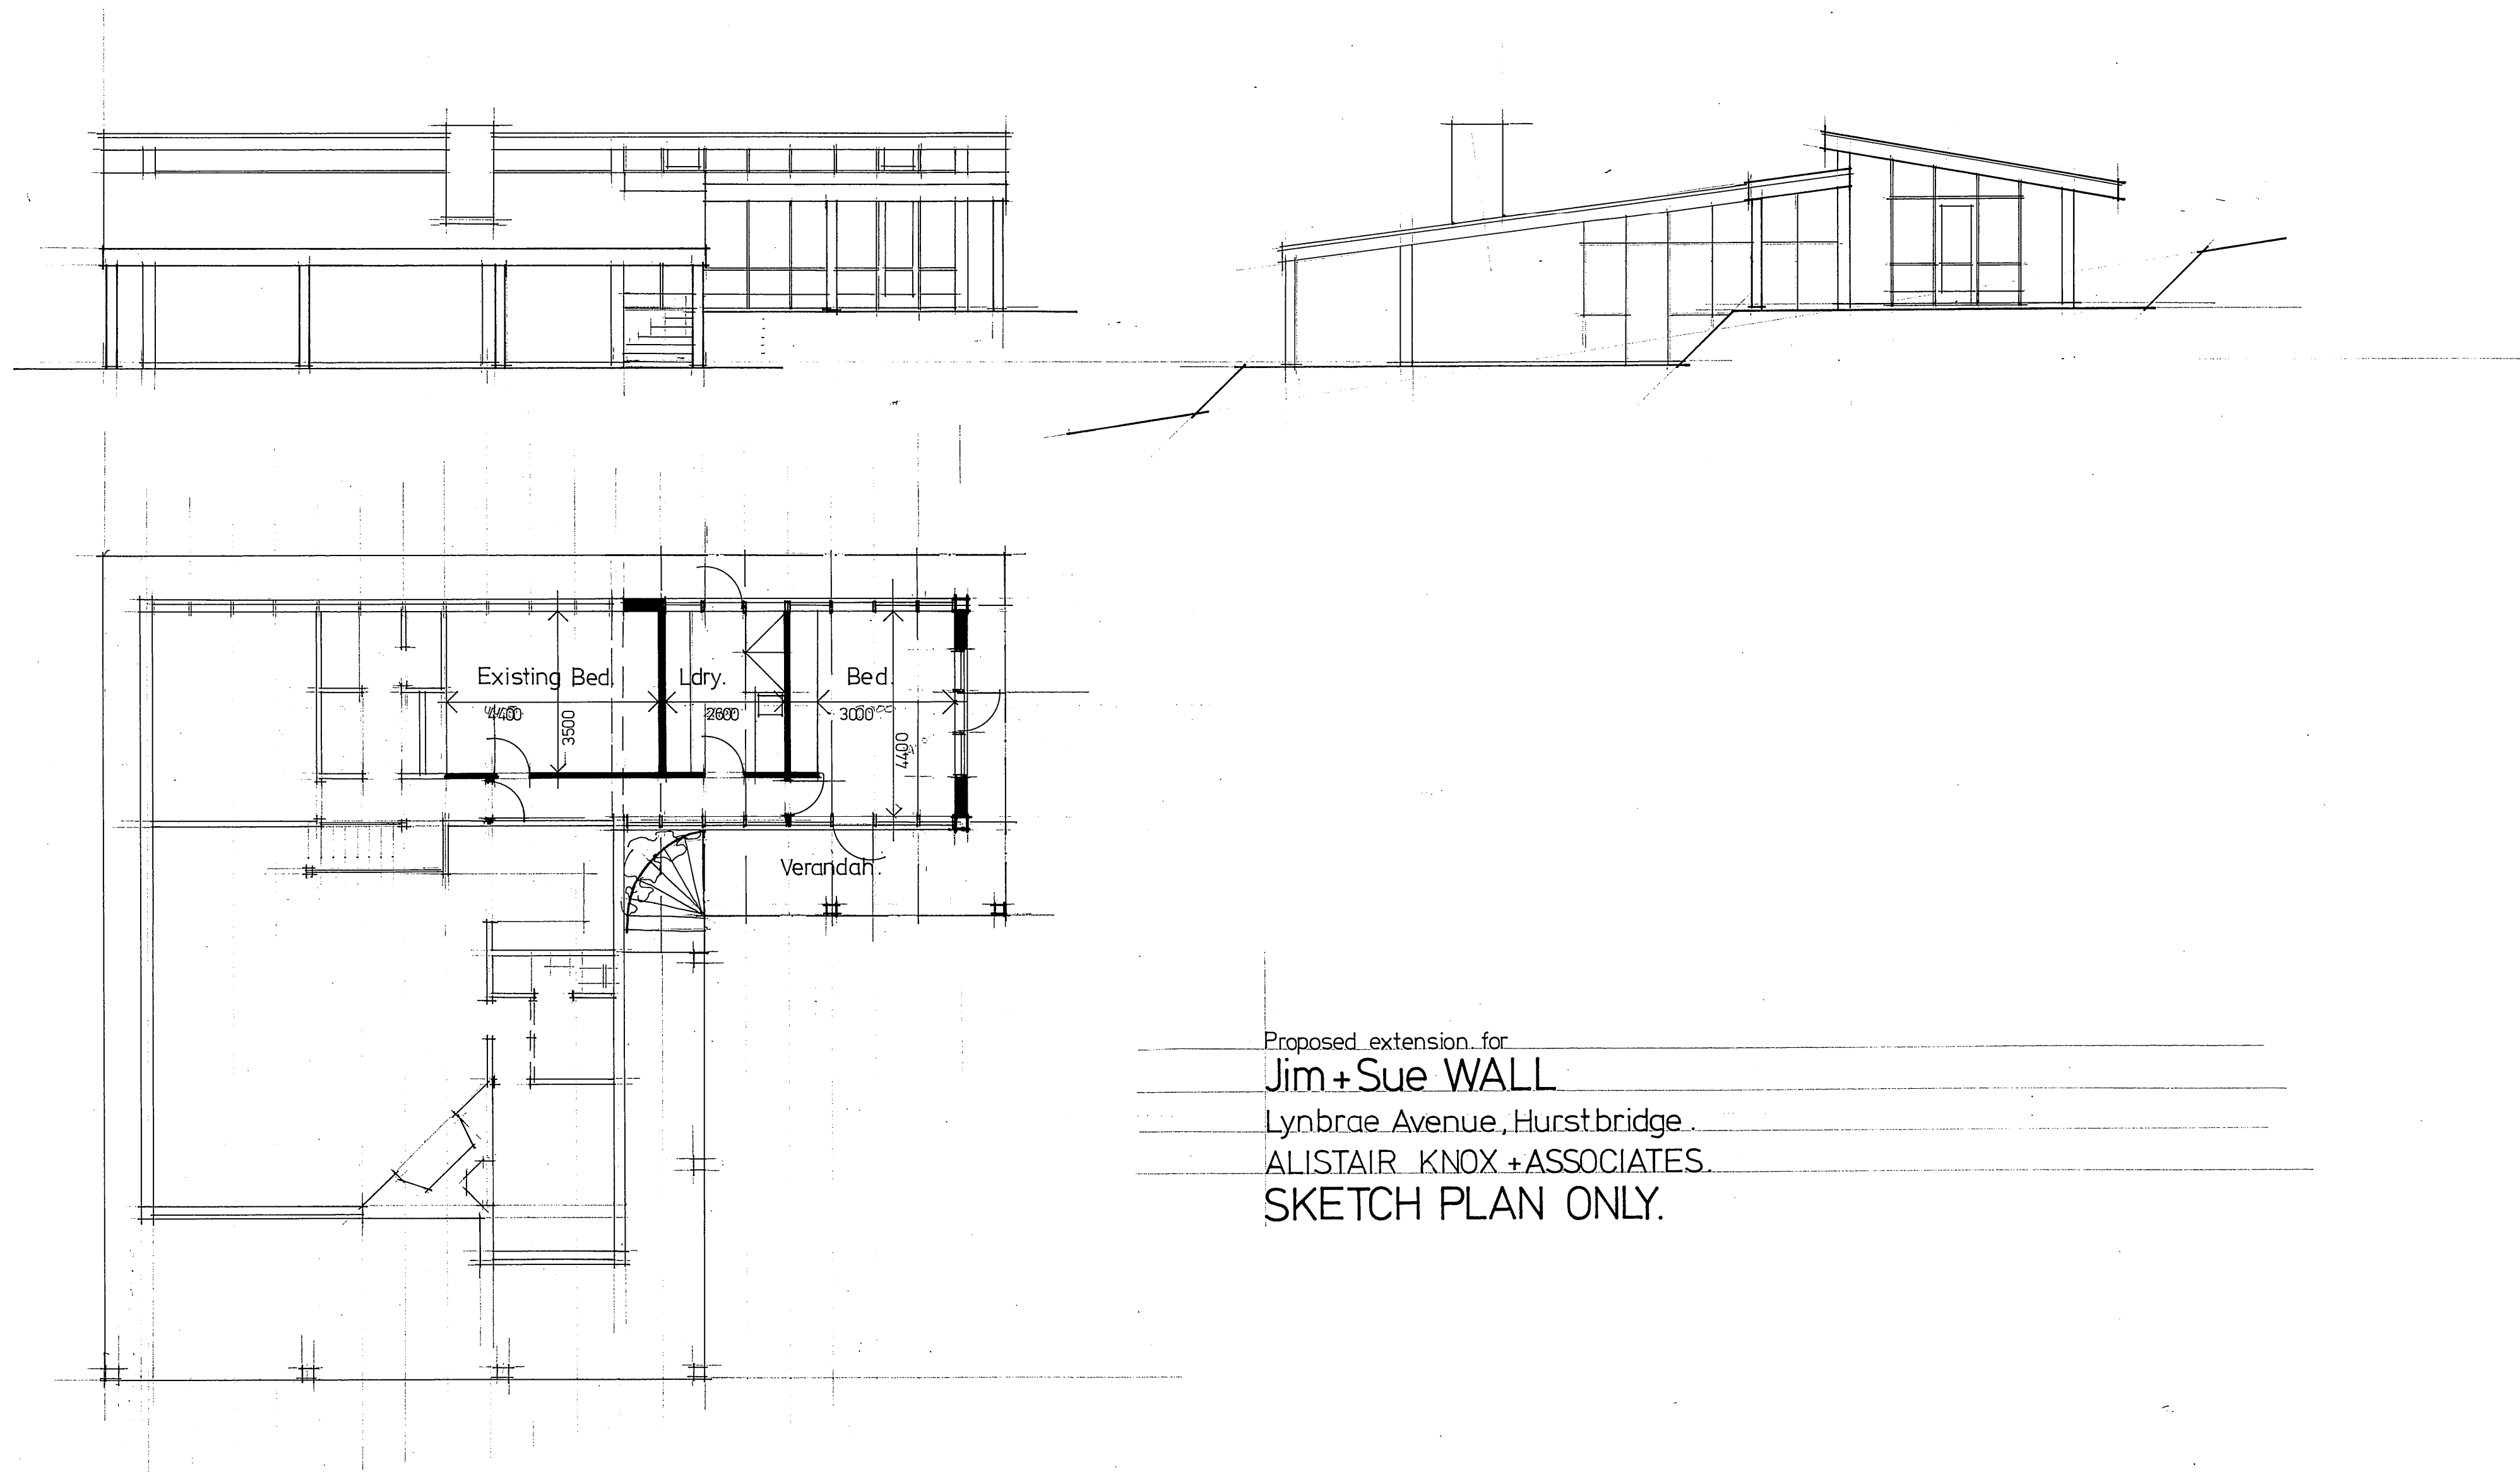 Existing Bed.
Ldry.
Bed.
4400
2600
3000
3500
4400
Verandah.
Proposed extension for
Jim + Sue WALL
Lynbrae Avenue, Hurstbridge.
ALISTAIR KNOX + ASSOCIATES.
SKETCH PLAN ONLY.